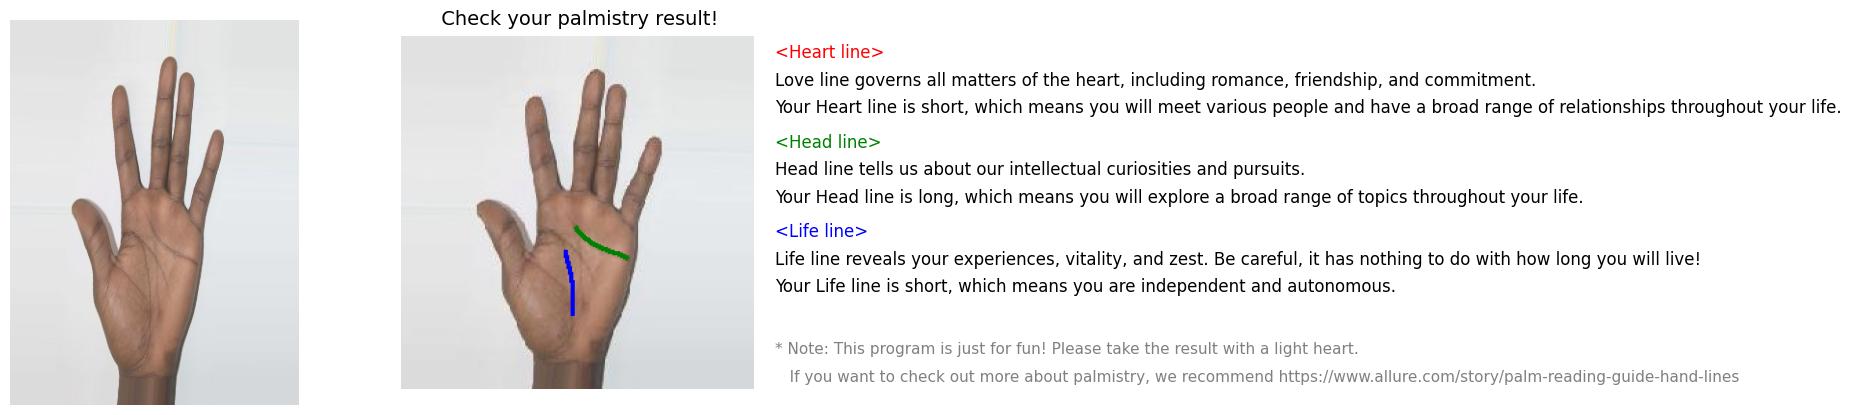 Check your palmistry result!
<Heart line>
Love line governs all matters of the heart, including romance, friendship, and commitment.
Your Heart line is short, which means you will meet various people and have a broad range of relationships throughout your life.
<Head line>
Head line tells us about our intellectual curiosities and pursuits.
Your Head line is long, which means you will explore a broad range of topics throughout your life.
<Life line>
Life line reveals your experiences, vitality, and zest. Be careful, it has nothing to do with how long you will live!
Your Life line is short, which means you are independent and autonomous.
* Note: This program is just for fun! Please take the result with a light heart.
If you want to check out more about palmistry, we recommend https://www.allure.com/story/palm-reading-guide-hand-lines